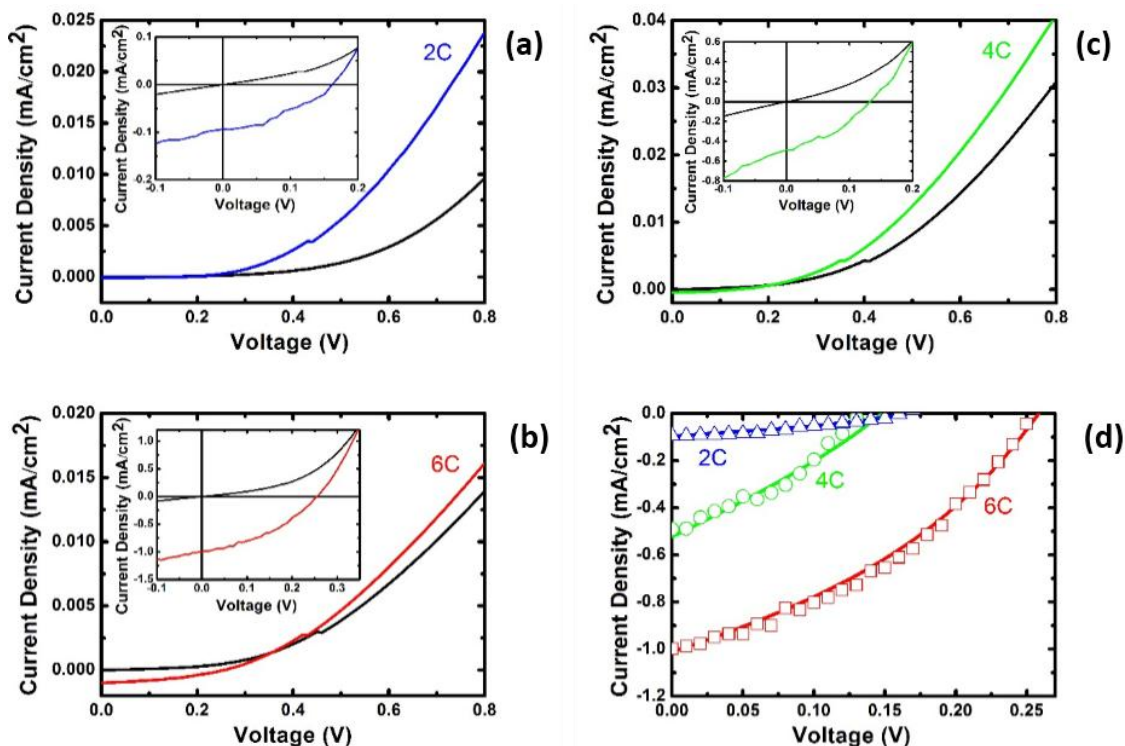 (a)
2C
Current Density (mA/cm²)
0.025
0.020
0.015
0.010
0.005
0.000
0.0 0.2 0.4 0.6 0.8
Voltage (V)
Current Density (mA/cm²)
0.1
0.0
-0.1
-0.2
-0.1 0.0 0.1 0.2
Voltage (V)
(c)
4C
Current Density (mA/cm²)
0.04
0.03
0.02
0.01
0.00
0.0 0.2 0.4 0.6 0.8
Voltage (V)
Current Density (mA/cm²)
0.6
0.4
0.2
0.0
-0.2
-0.4
-0.6
-0.8
-0.1 0.0 0.1 0.2
Voltage (V)
(b)
6C
Current Density (mA/cm²)
0.020
0.015
0.010
0.005
0.000
0.0 0.2 0.4 0.6 0.8
Voltage (V)
Current Density (mA/cm²)
1.0
0.5
0.0
-0.5
-1.0
-1.5
-0.1 0.0 0.1 0.2 0.3
Voltage (V)
(d)
2C
4C
6C
Current Density (mA/cm²)
0.0
-0.2
-0.4
-0.6
-0.8
-1.0
-1.2
0.00 0.05 0.10 0.15 0.20 0.25
Voltage (V)